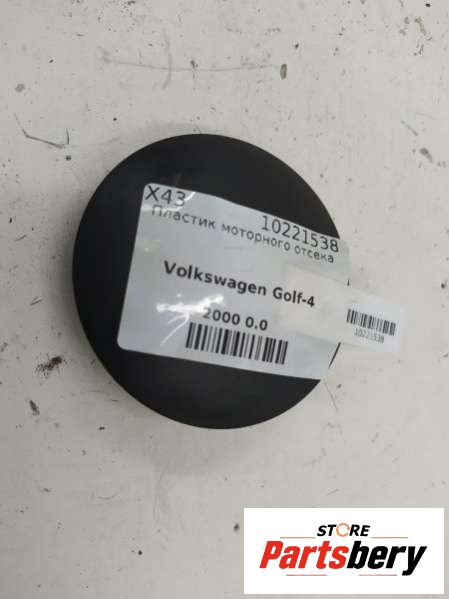 X43 10221538
Пластик моторного отсека
Volkswagen Golf-4
2000 0.0
10221538
STORE
Partsbery